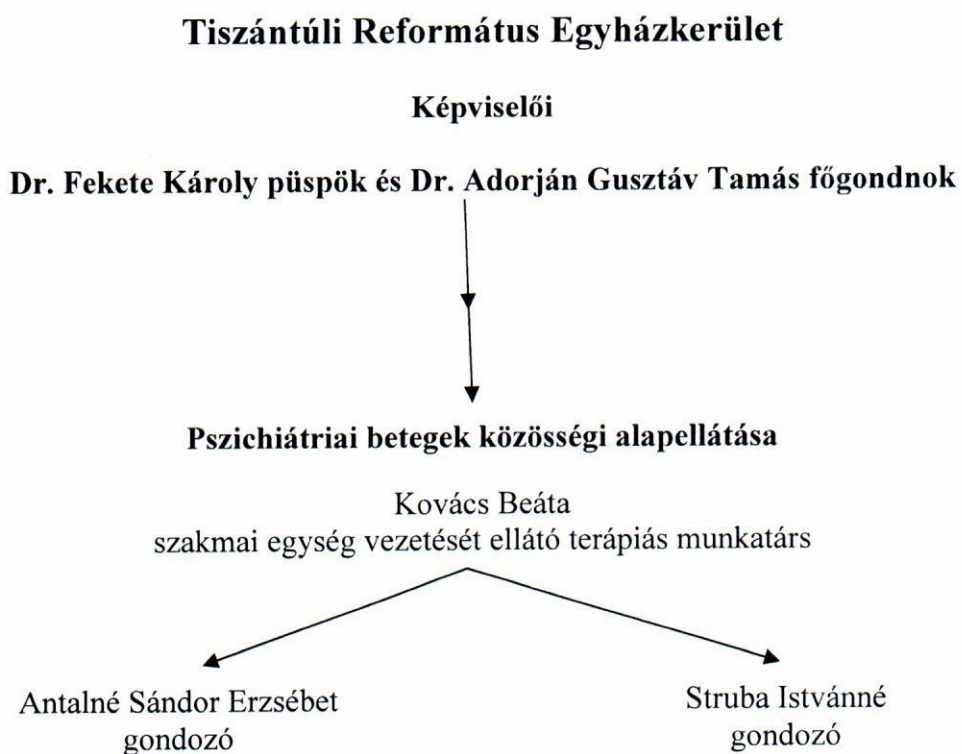 Tiszántúli Református Egyházkerület
Képviselői
Dr. Fekete Károly püspök és Dr. Adorján Gusztáv Tamás főgondnok
Pszichiátriai betegek közösségi alapellátása
Kovács Beáta
szakmai egység vezetését ellátó terápiás munkatárs
Antalné Sándor Erzsébet
gondozó
Struba Istvánné
gondozó